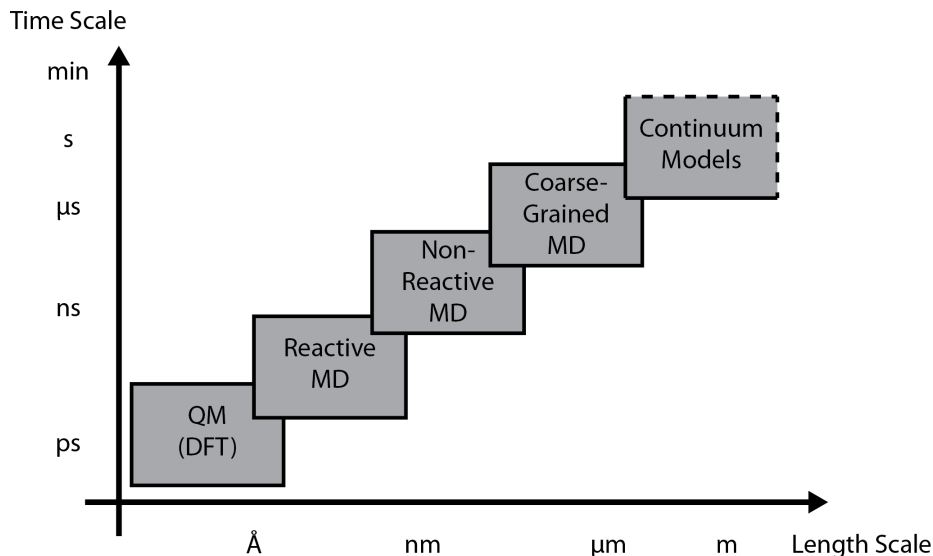 Time Scale
min
s
µs
ns
ps
Continuum
Models
Coarse-
Grained
MD
Non-
Reactive
MD
Reactive
MD
QM
(DFT)
Å
nm
µm
m
Length Scale